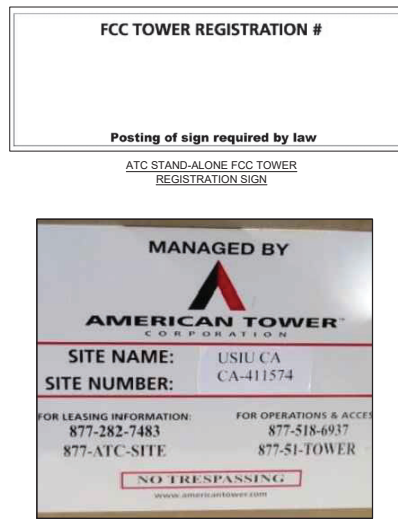 FCC TOWER REGISTRATION #
Posting of sign required by law
ATC STAND-ALONE FCC TOWER
REGISTRATION SIGN
MANAGED BY
AMERICAN TOWER™
CORPORATION
SITE NAME: USIU CA
SITE NUMBER: CA-411574
FOR LEASING INFORMATION: FOR OPERATIONS & ACCES
877-282-7483 877-518-6937
877-ATC-SITE 877-51-TOWER
NO TRESPASSING
www.americantower.com